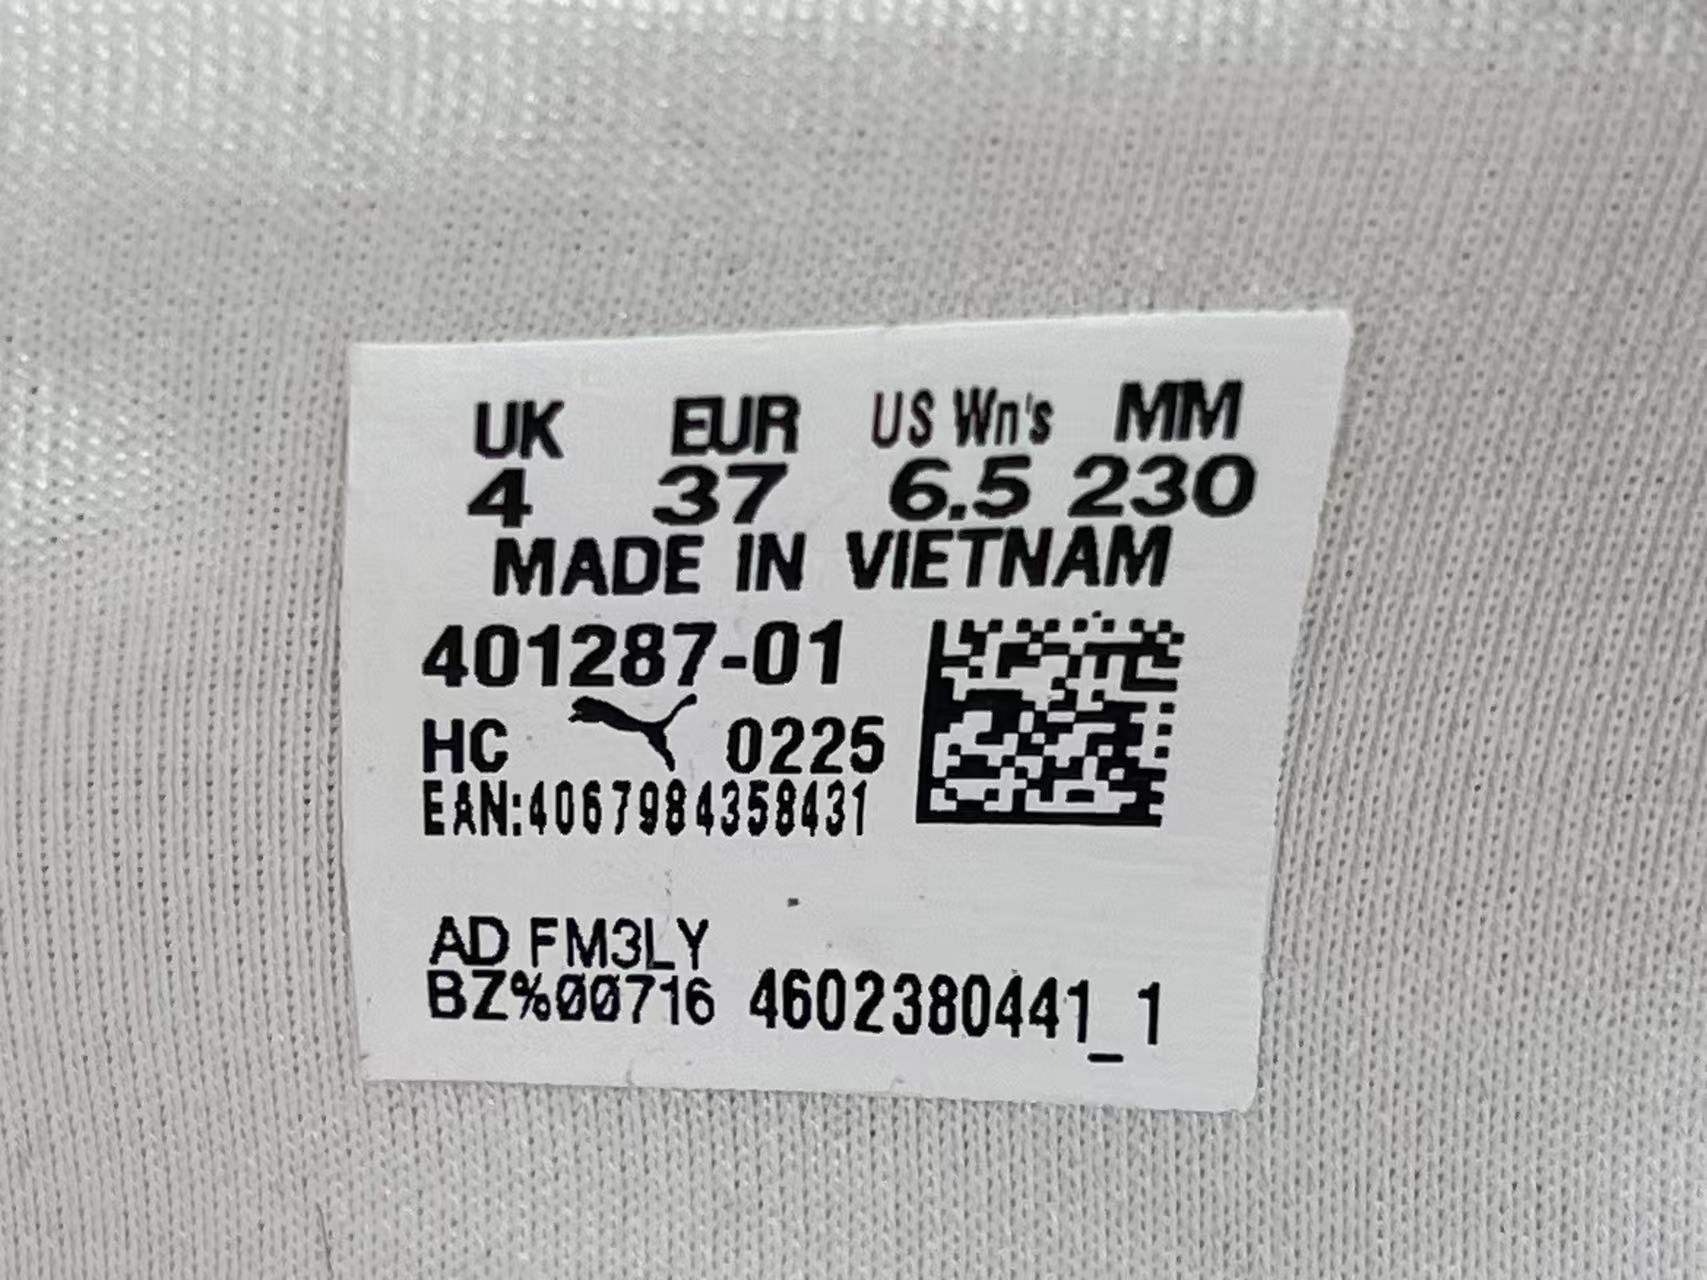 UK EUR US Wn's MM
4 37 6.5 230
MADE IN VIETNAM
401287-01
HC 0225
EAN:4067984358431
AD FM3LY
BZ%00716 4602380441_1